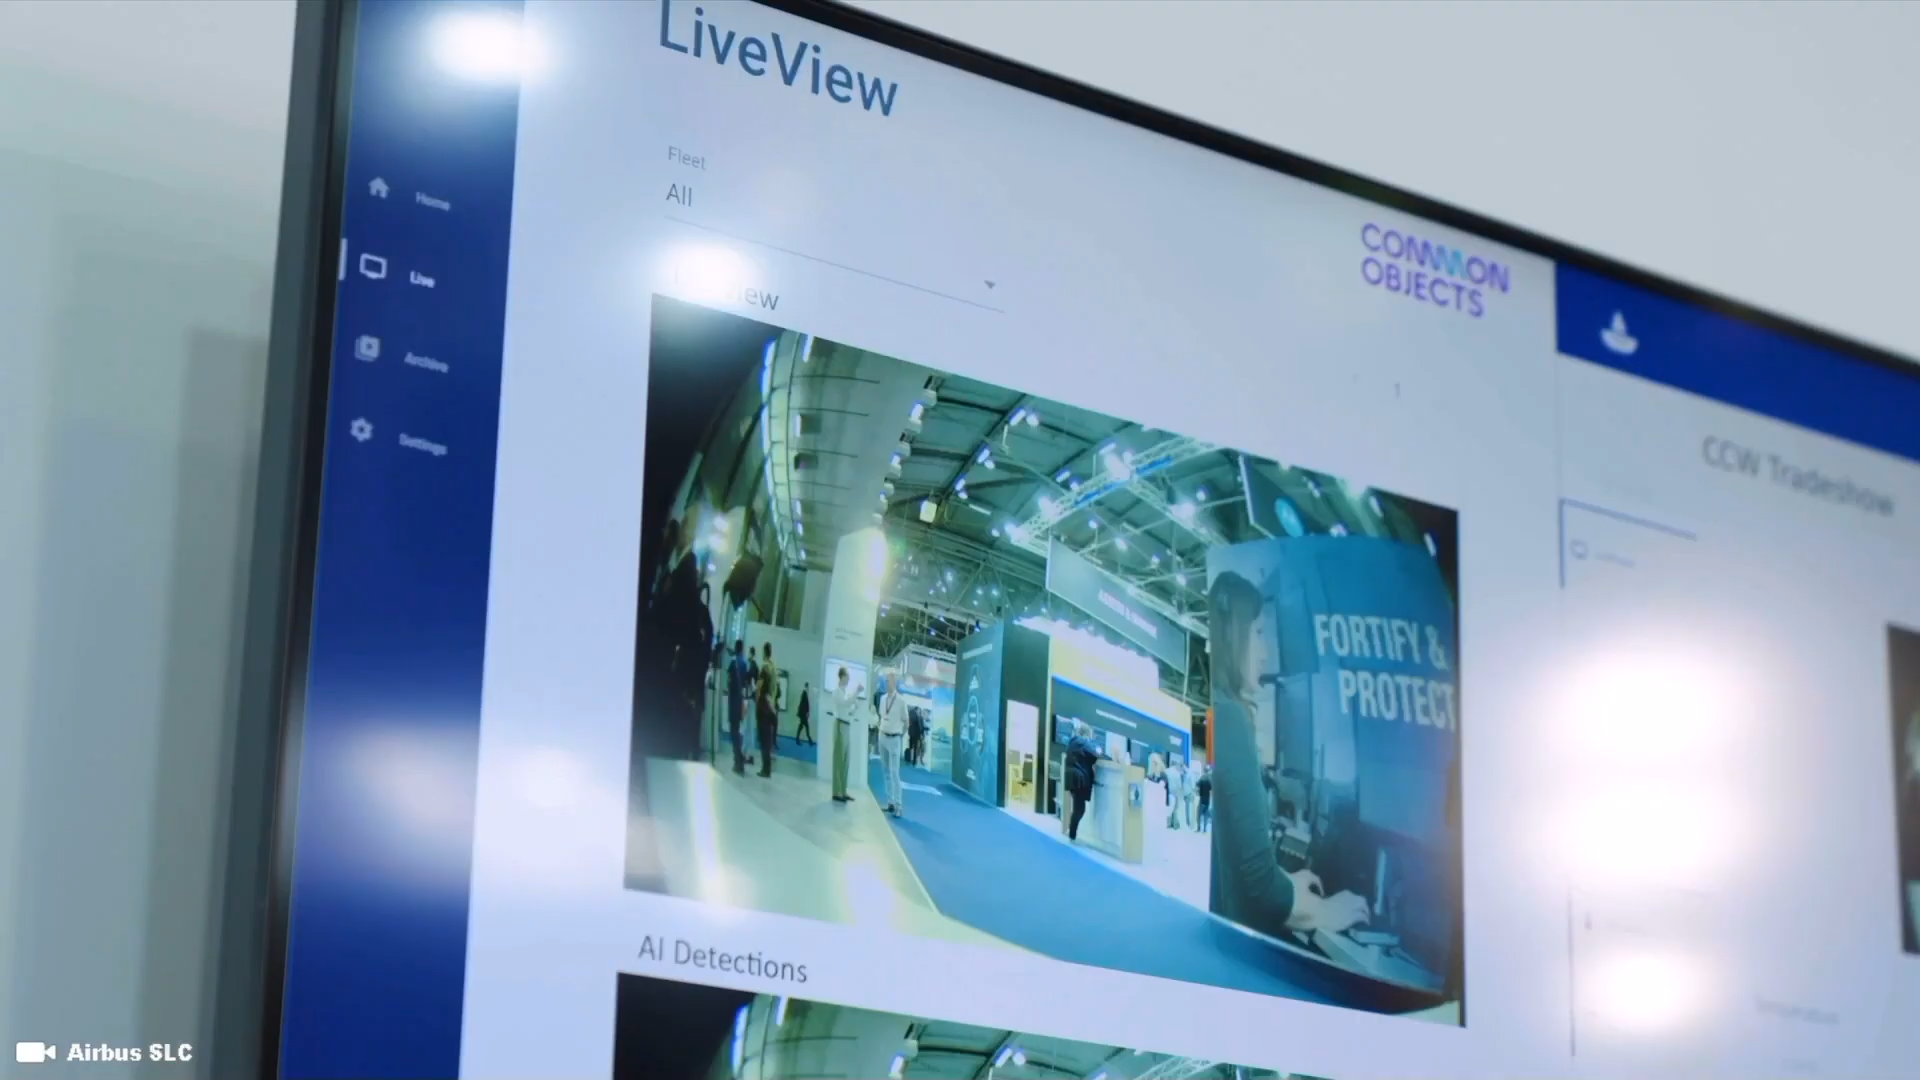 LiveView
Fleet
All
Home
Live
Archive
Settings
COMMON
OBJECTS
CCW Tradeshow
FORTIFY &
PROTECT
AI Detections
Airbus SLC